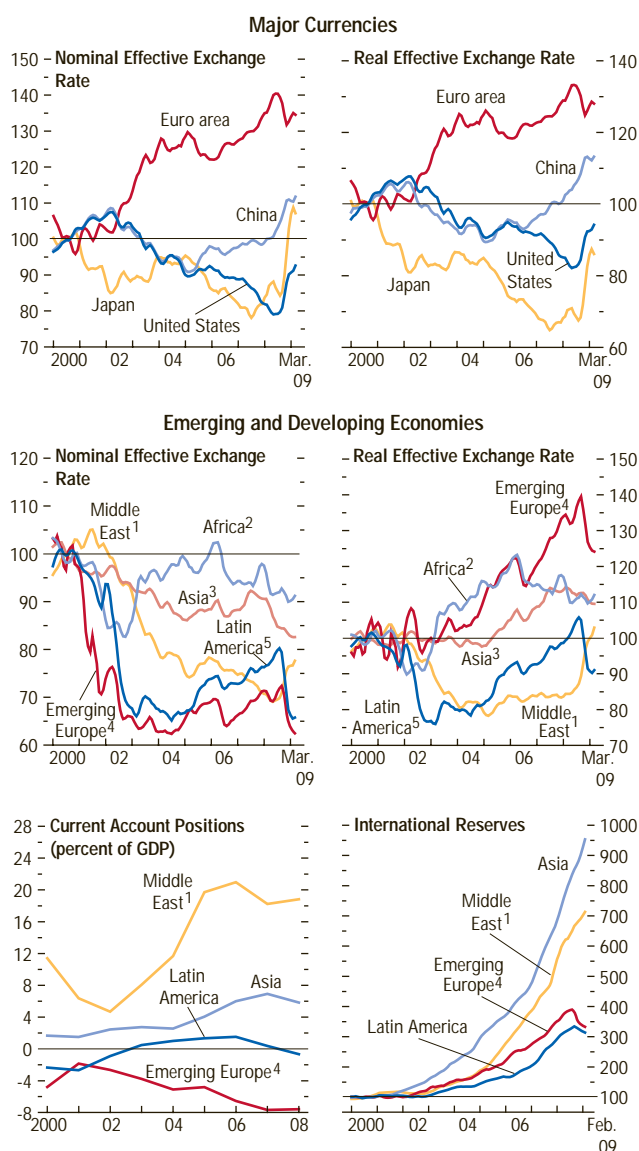 Major Currencies
Nominal Effective Exchange
Rate
150
140
130
120
110
100
90
80
70
Euro area
China
Japan
United States
2000 02 04 06 Mar.
09
Real Effective Exchange Rate
140
120
100
80
60
Euro area
China
United
States
Japan
2000 02 04 06 Mar.
09
Emerging and Developing Economies
Nominal Effective Exchange
Rate
120
110
100
90
80
70
60
Middle
East1
Africa2
Asia3
Latin
America5
Emerging
Europe4
2000 02 04 06 Mar.
09
Real Effective Exchange Rate
150
140
130
120
110
100
90
80
70
Emerging
Europe4
Africa2
Asia3
Latin
America5
Middle
East1
2000 02 04 06 Mar.
09
Current Account Positions
(percent of GDP)
28
24
20
16
12
8
4
0
-4
-8
Middle
East1
Latin
America
Asia
Emerging Europe4
2000 02 04 06 08
International Reserves
1000
900
800
700
600
500
400
300
200
100
Asia
Middle
East1
Emerging
Europe4
Latin America
2000 02 04 06 Feb.
09